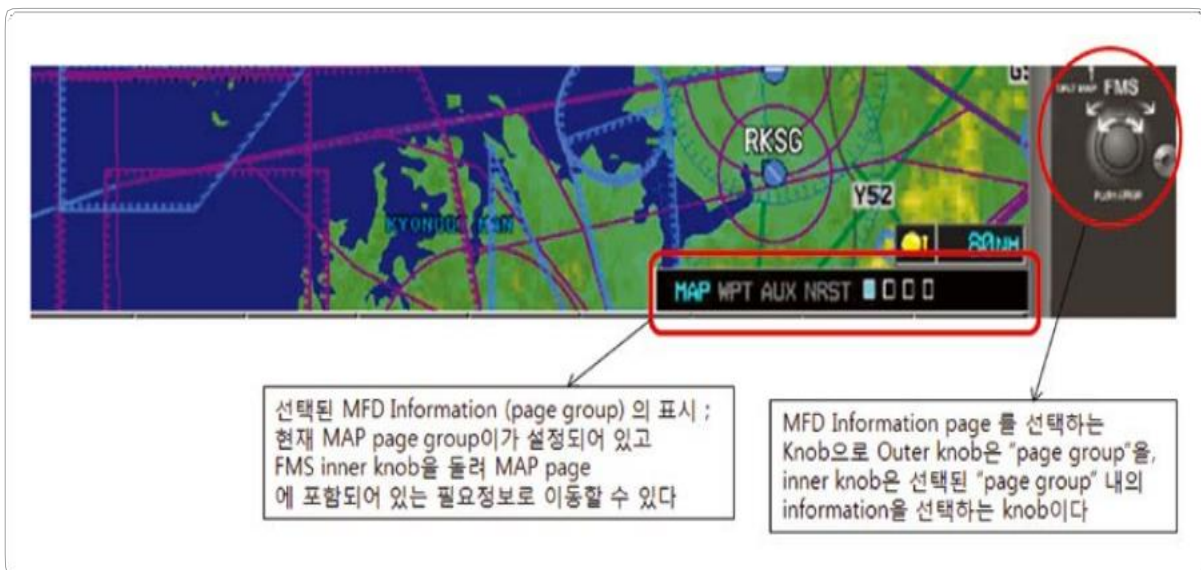 FMS
RKSG
Y52
80NM
MAP WPT AUX NRST
선택된 MFD Information (page group) 의 표시 ;
현재 MAP page group이가 설정되어 있고
FMS inner knob을 돌려 MAP page
에 포함되어 있는 필요정보로 이동할 수 있다
MFD Information page 를 선택하는
Knob으로 Outer knob은 "page group"을,
inner knob은 선택된 "page group" 내의
information을 선택하는 knob이다